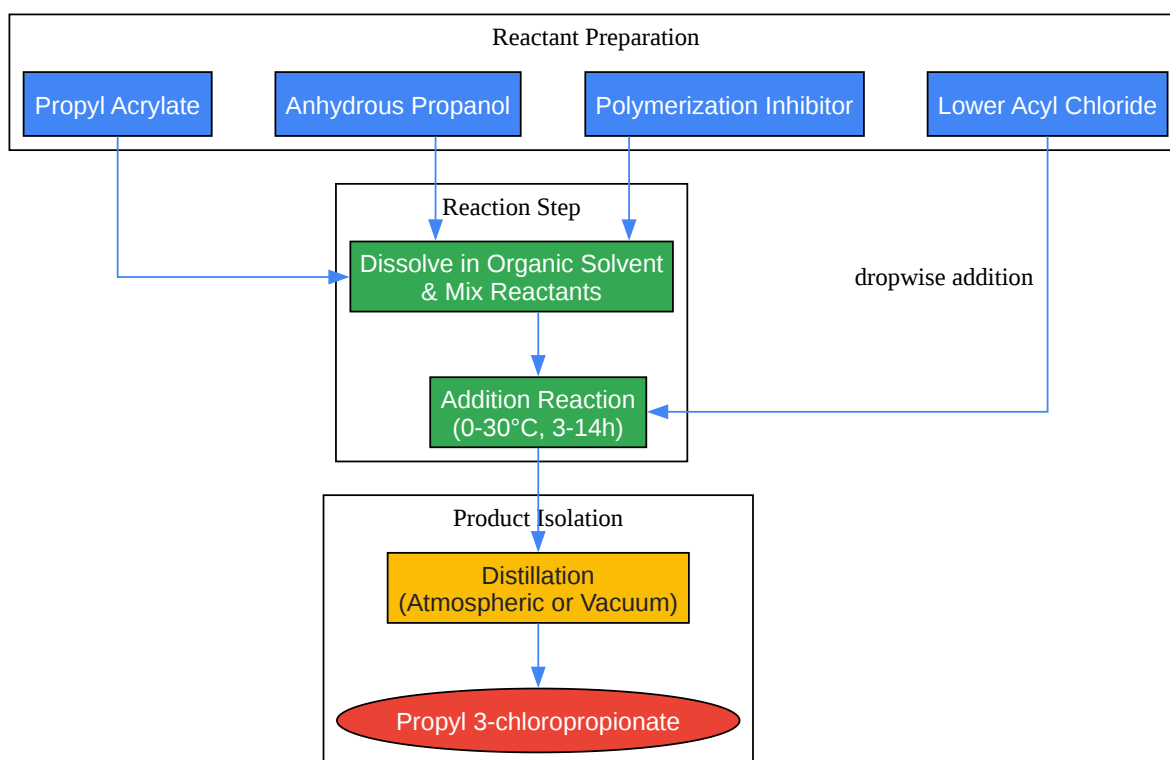 Reactant Preparation
Propyl Acrylate
Anhydrous Propanol
Polymerization Inhibitor
Lower Acyl Chloride
Reaction Step
Dissolve in Organic Solvent
& Mix Reactants
dropwise addition
Addition Reaction
(0-30°C, 3-14h)
Product Isolation
Distillation
(Atmospheric or Vacuum)
Propyl 3-chloropropionate